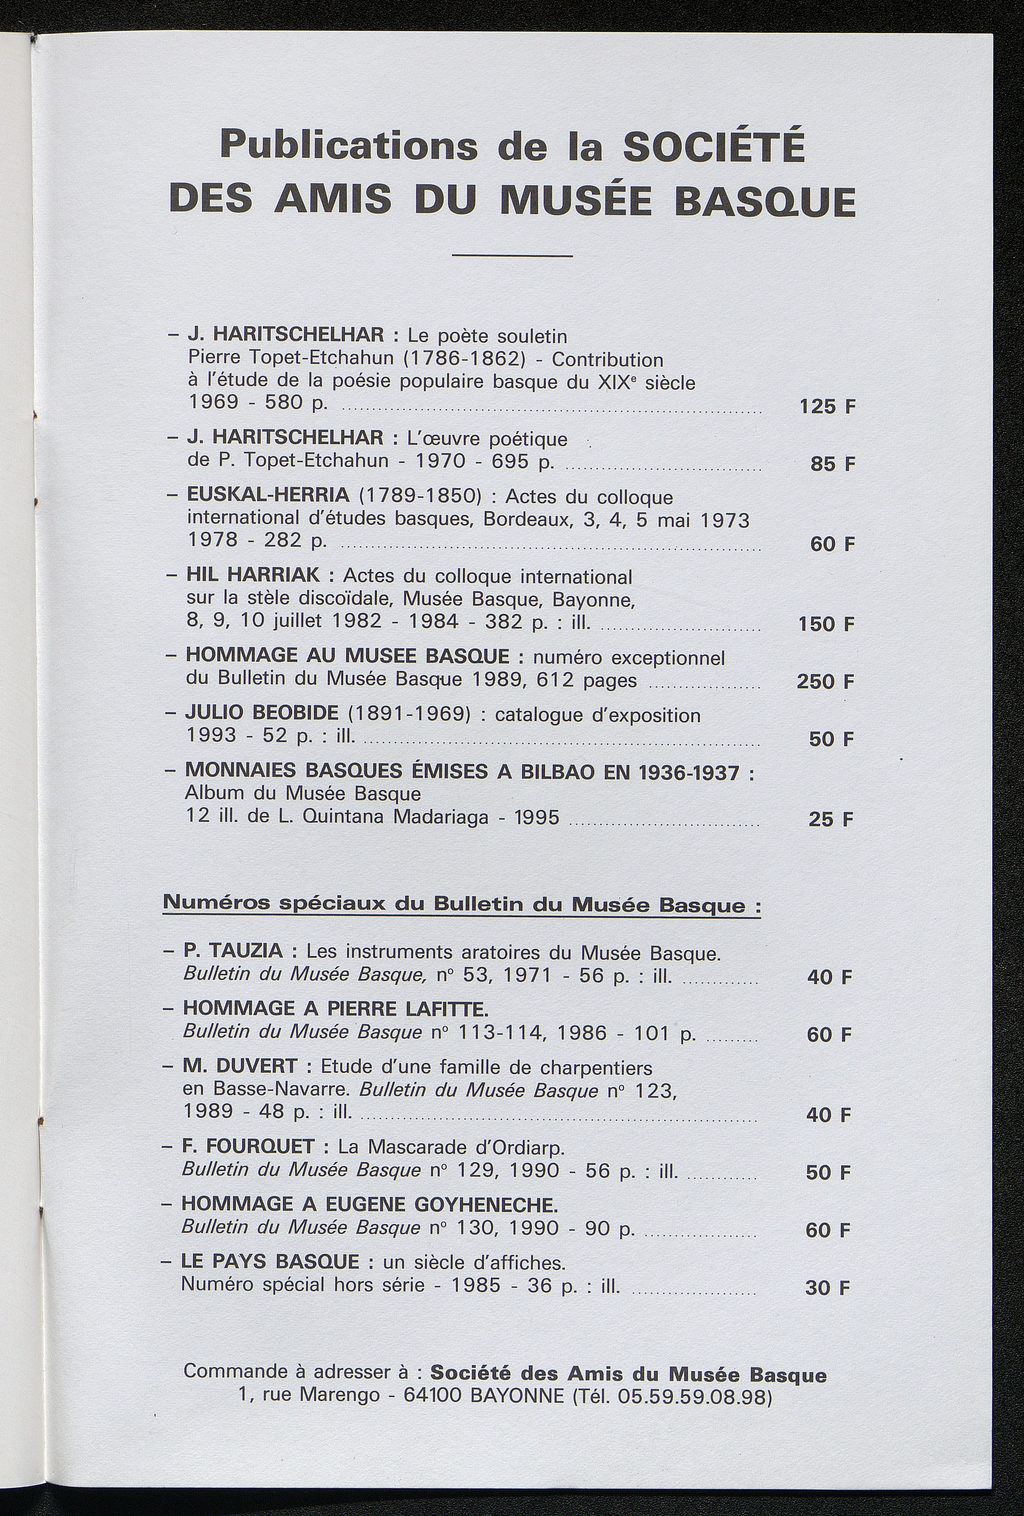 Publications de la SOCIÉTÉ
DES AMIS DU MUSÉE BASQUE
– J. HARITSCHELHAR : Le poète souletin
Pierre Topet-Etchahun (1786-1862) - Contribution
à l'étude de la poésie populaire basque du XIXe siècle
1969 - 580 p. .................... 125 F
– J. HARITSCHELHAR : L'œuvre poétique
de P. Topet-Etchahun - 1970 - 695 p. .................... 85 F
– EUSKAL-HERRIA (1789-1850) : Actes du colloque
international d'études basques, Bordeaux, 3, 4, 5 mai 1973
1978 - 282 p. .................... 60 F
– HIL HARRIAK : Actes du colloque international
sur la stèle discoïdale, Musée Basque, Bayonne,
8, 9, 10 juillet 1982 - 1984 - 382 p. : ill. .................... 150 F
– HOMMAGE AU MUSEE BASQUE : numéro exceptionnel
du Bulletin du Musée Basque 1989, 612 pages .................... 250 F
– JULIO BEOBIDE (1891-1969) : catalogue d'exposition
1993 - 52 p. : ill. .................... 50 F
– MONNAIES BASQUES ÉMISES A BILBAO EN 1936-1937 :
Album du Musée Basque
12 ill. de L. Quintana Madariaga - 1995 .................... 25 F
Numéros spéciaux du Bulletin du Musée Basque :
– P. TAUZIA : Les instruments aratoires du Musée Basque.
Bulletin du Musée Basque, n° 53, 1971 - 56 p. : ill. .................... 40 F
– HOMMAGE A PIERRE LAFITTE.
Bulletin du Musée Basque n° 113-114, 1986 - 101 p. .................... 60 F
– M. DUVERT : Etude d'une famille de charpentiers
en Basse-Navarre. Bulletin du Musée Basque n° 123,
1989 - 48 p. : ill. .................... 40 F
– F. FOURQUET : La Mascarade d'Ordiarp.
Bulletin du Musée Basque n° 129, 1990 - 56 p. : ill. .................... 50 F
– HOMMAGE A EUGENE GOYHENECHE.
Bulletin du Musée Basque n° 130, 1990 - 90 p. .................... 60 F
– LE PAYS BASQUE : un siècle d'affiches.
Numéro spécial hors série - 1985 - 36 p. : ill. .................... 30 F
Commande à adresser à : Société des Amis du Musée Basque
1, rue Marengo - 64100 BAYONNE (Tél. 05.59.59.08.98)